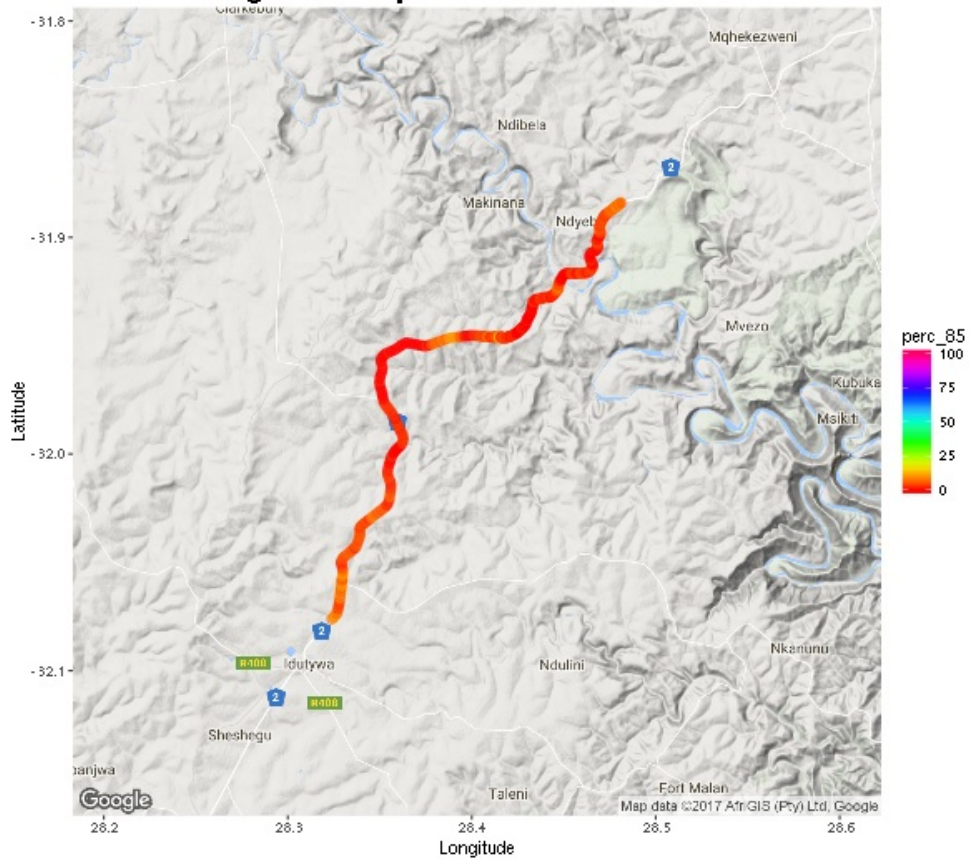 -31.8
Clarkebury
Mqhekezweni
Ndibela
2
Makinana
Ndyeb
-31.9
Mvezo
perc_85
100
Kubuka
75
Msikiti
50
-32.0
25
0
Latitude
2
Nkanunu
R408
Idutywa
Ndulini
-32.1
2
R408
Sheshegu
banjwa
Taleni
Fort Malan
Google
Map data ©2017 AfriGIS (Pty) Ltd, Google
28.2
28.3
28.4
28.5
28.6
Longitude